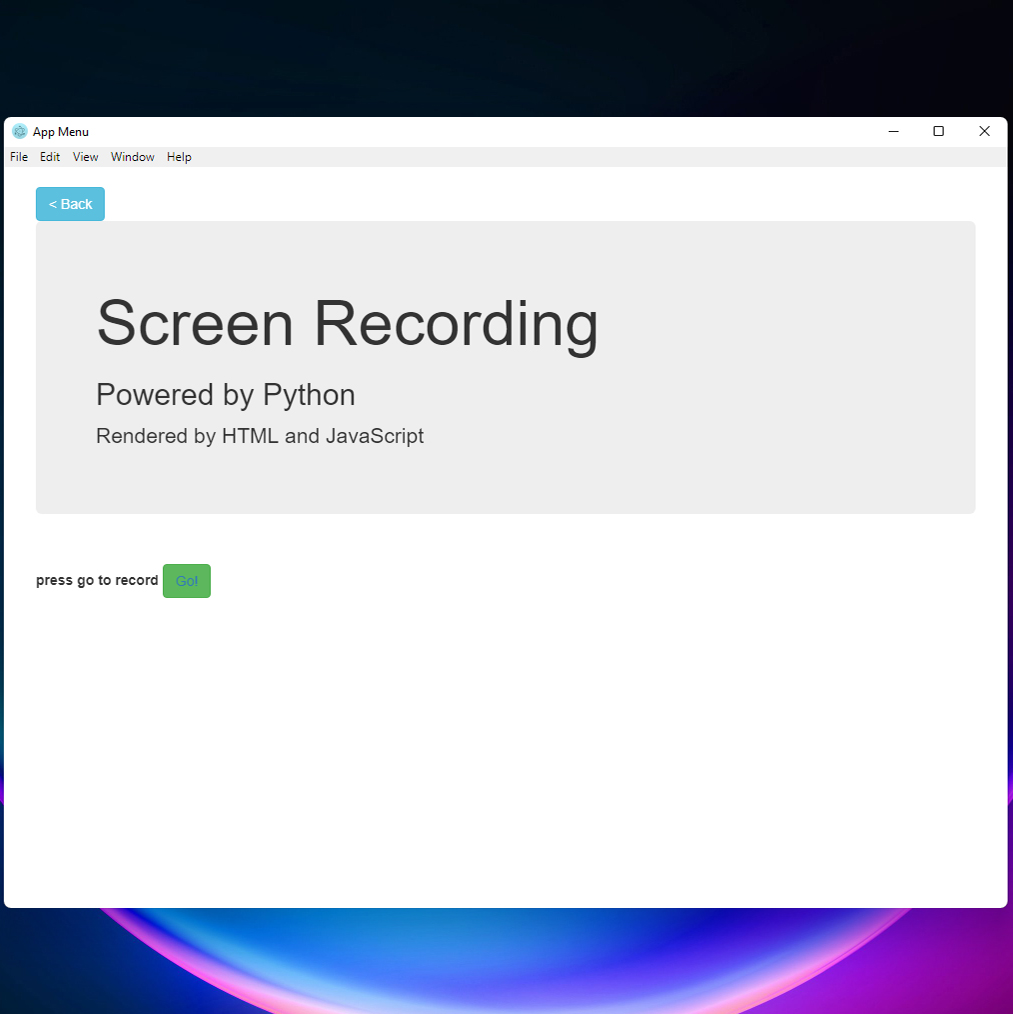 App Menu
File Edit View Window Help
< Back
Screen Recording
Powered by Python
Rendered by HTML and JavaScript
press go to record Go!